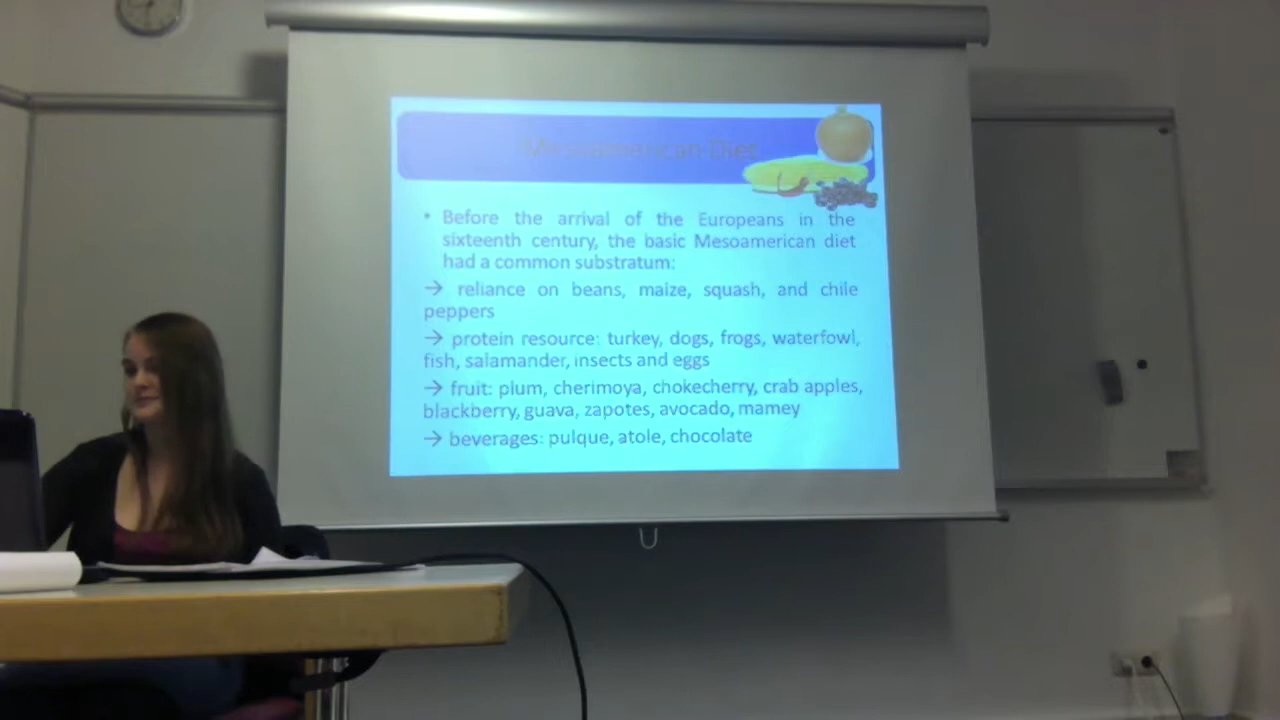 Mesoamerican Diet
• Before the arrival of the Europeans in the
sixteenth century, the basic Mesoamerican diet
had a common substratum:
→ reliance on beans, maize, squash, and chile
peppers
→ protein resource: turkey, dogs, frogs, waterfowl,
fish, salamander, insects and eggs
→ fruit: plum, cherimoya, chokecherry, crab apples,
blackberry, guava, zapotes, avocado, mamey
→ beverages: pulque, atole, chocolate